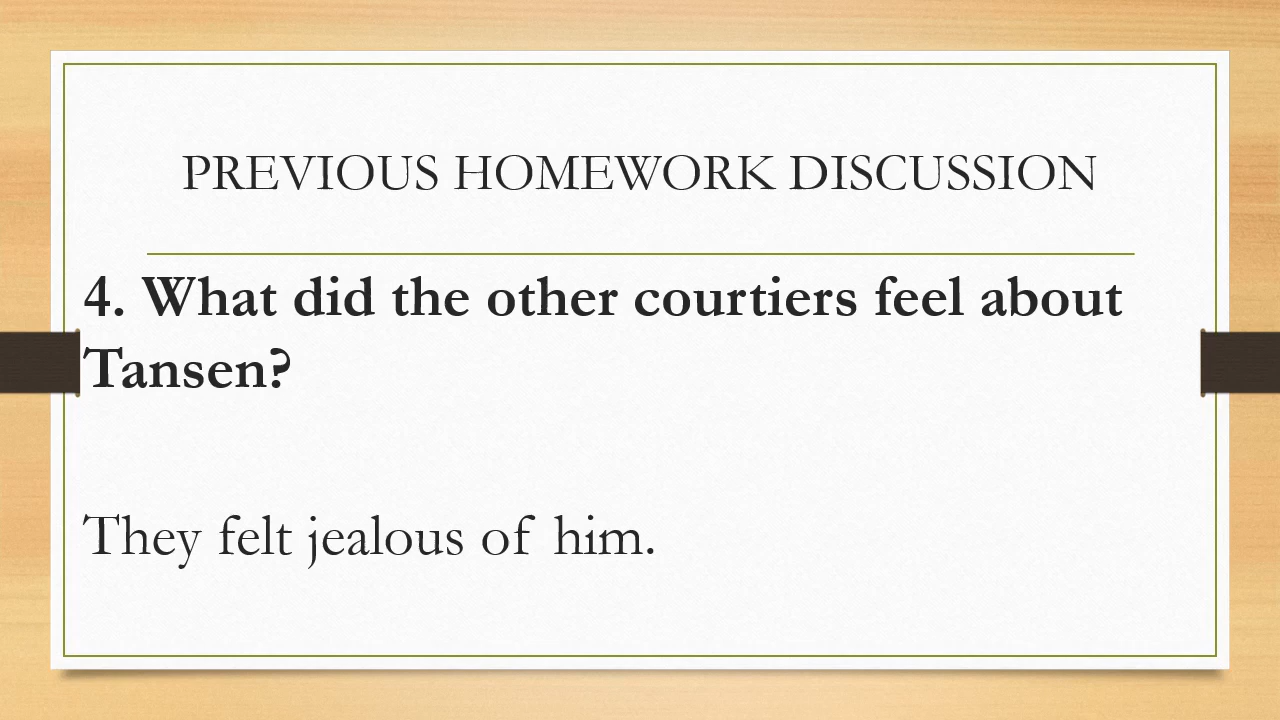 PREVIOUS HOMEWORK DISCUSSION
4. What did the other courtiers feel about
Tansen?
They felt jealous of him.